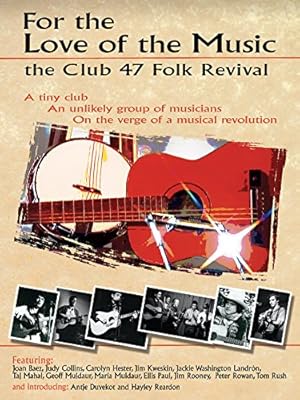 For the
Love of the Music
the Club 47 Folk Revival
A tiny club
An unlikely group of musicians
On the verge of a musical revolution
Featuring:
Joan Baez, Judy Collins, Carolyn Hester, Jim Kweskin, Jackie Washington Landrón,
Taj Mahal, Geoff Muldaur, Maria Muldaur, Ellis Paul, Jim Rooney, Peter Rowan, Tom Rush
and introducing: Antje Duvekot and Hayley Reardon